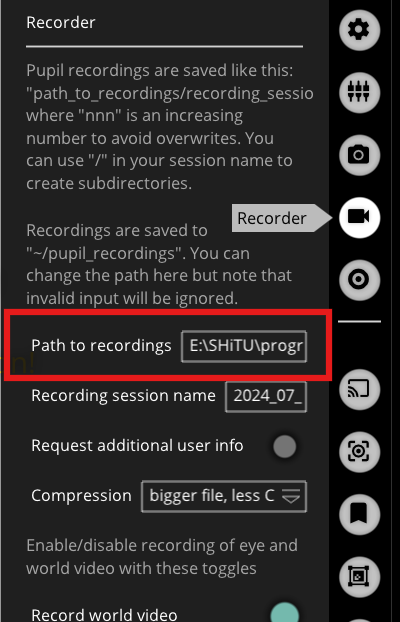 Recorder
Pupil recordings are saved like this:
"path_to_recordings/recording_sessio
where "nnn" is an increasing
number to avoid overwrites. You
can use "/" in your session name to
create subdirectories.
Recordings are saved to
"~/pupil_recordings". You can
change the path here but note that
invalid input will be ignored.
Recorder
Path to recordings E:\SHiTU\progr
Recording session name 2024_07_
Request additional user info
Compression bigger file, less C
Enable/disable recording of eye and
world video with these toggles
Record world video